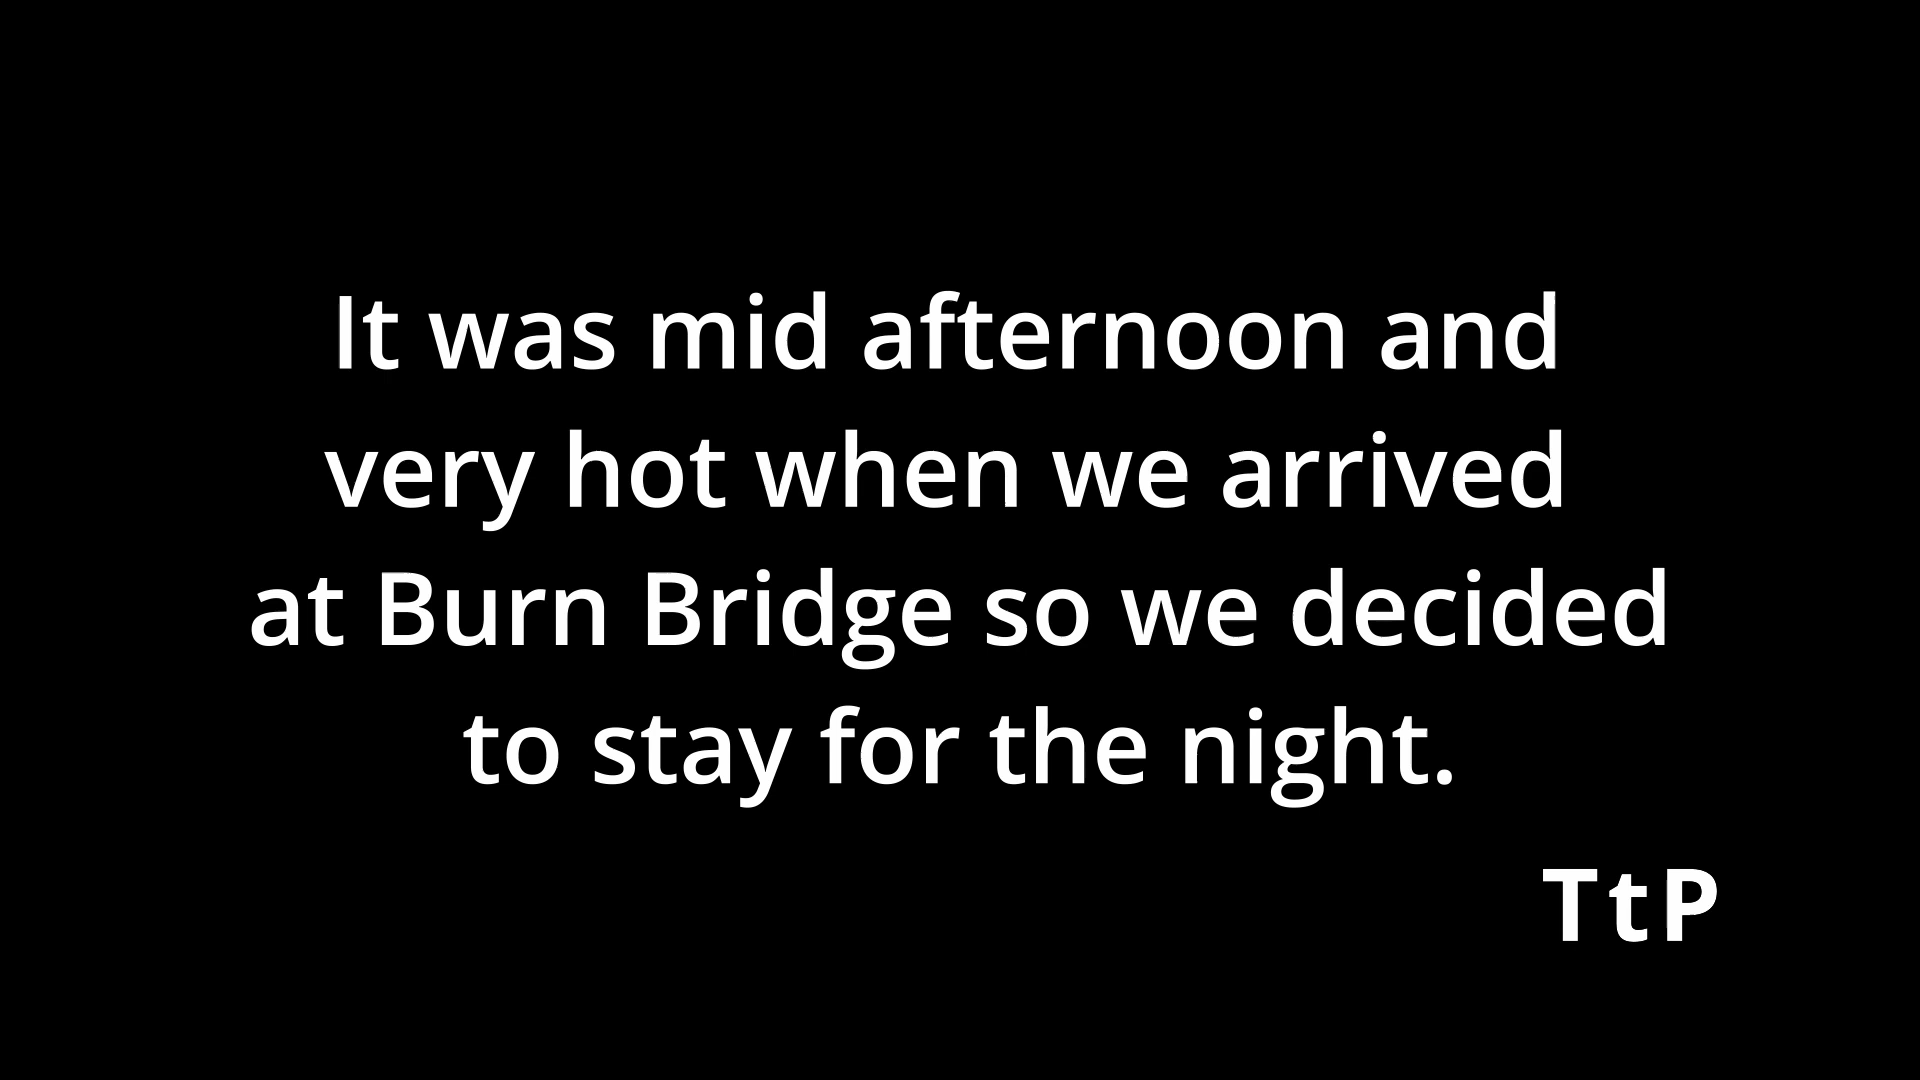 It was mid afternoon and
very hot when we arrived
at Burn Bridge so we decided
to stay for the night.
TtP